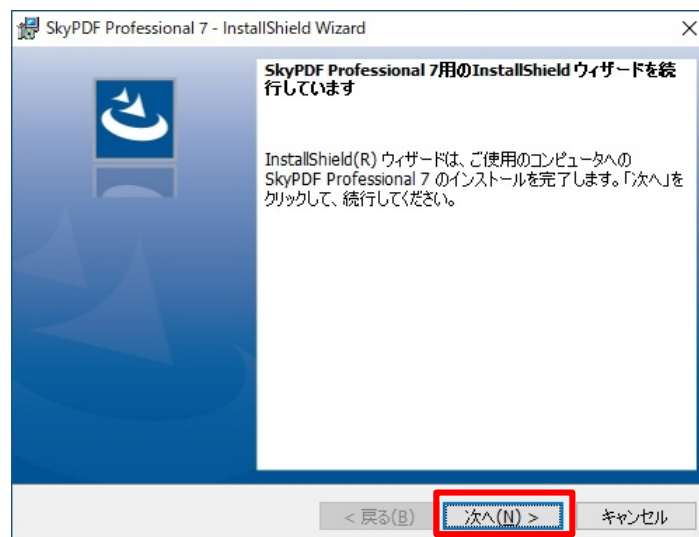 SkyPDF Professional 7 - InstallShield Wizard
SkyPDF Professional 7用のInstallShield ウィザードを続
行しています
InstallShield(R) ウィザードは、ご使用のコンピュータへの
SkyPDF Professional 7 のインストールを完了します。「次へ」を
クリックして、続行してください。
< 戻る(B)
次へ(N) >
キャンセル